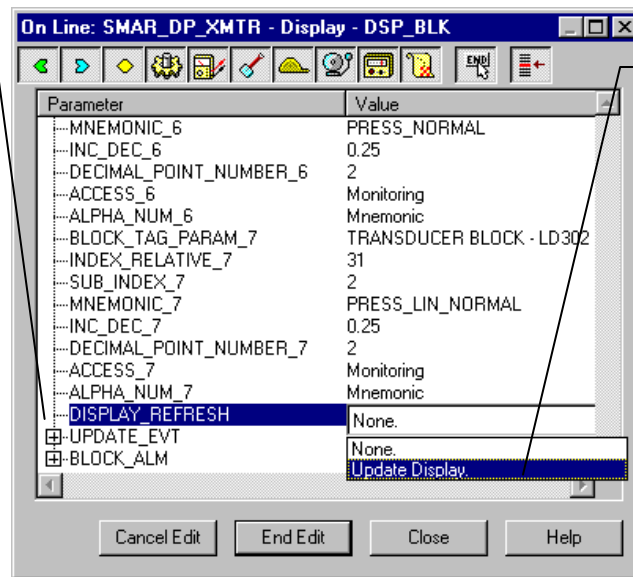 On Line: SMAR_DP_XMTR - Display - DSP_BLK
END
Parameter Value
MNEMONIC_6 PRESS_NORMAL
INC_DEC_6 0.25
DECIMAL_POINT_NUMBER_6 2
ACCESS_6 Monitoring
ALPHA_NUM_6 Mnemonic
BLOCK_TAG_PARAM_7 TRANSDUCER BLOCK - LD302
INDEX_RELATIVE_7 31
SUB_INDEX_7 2
MNEMONIC_7 PRESS_LIN_NORMAL
INC_DEC_7 0.25
DECIMAL_POINT_NUMBER_7 2
ACCESS_7 Monitoring
ALPHA_NUM_7 Mnemonic
DISPLAY_REFRESH None.
UPDATE_EVT None.
BLOCK_ALM Update Display.
Cancel Edit End Edit Close Help